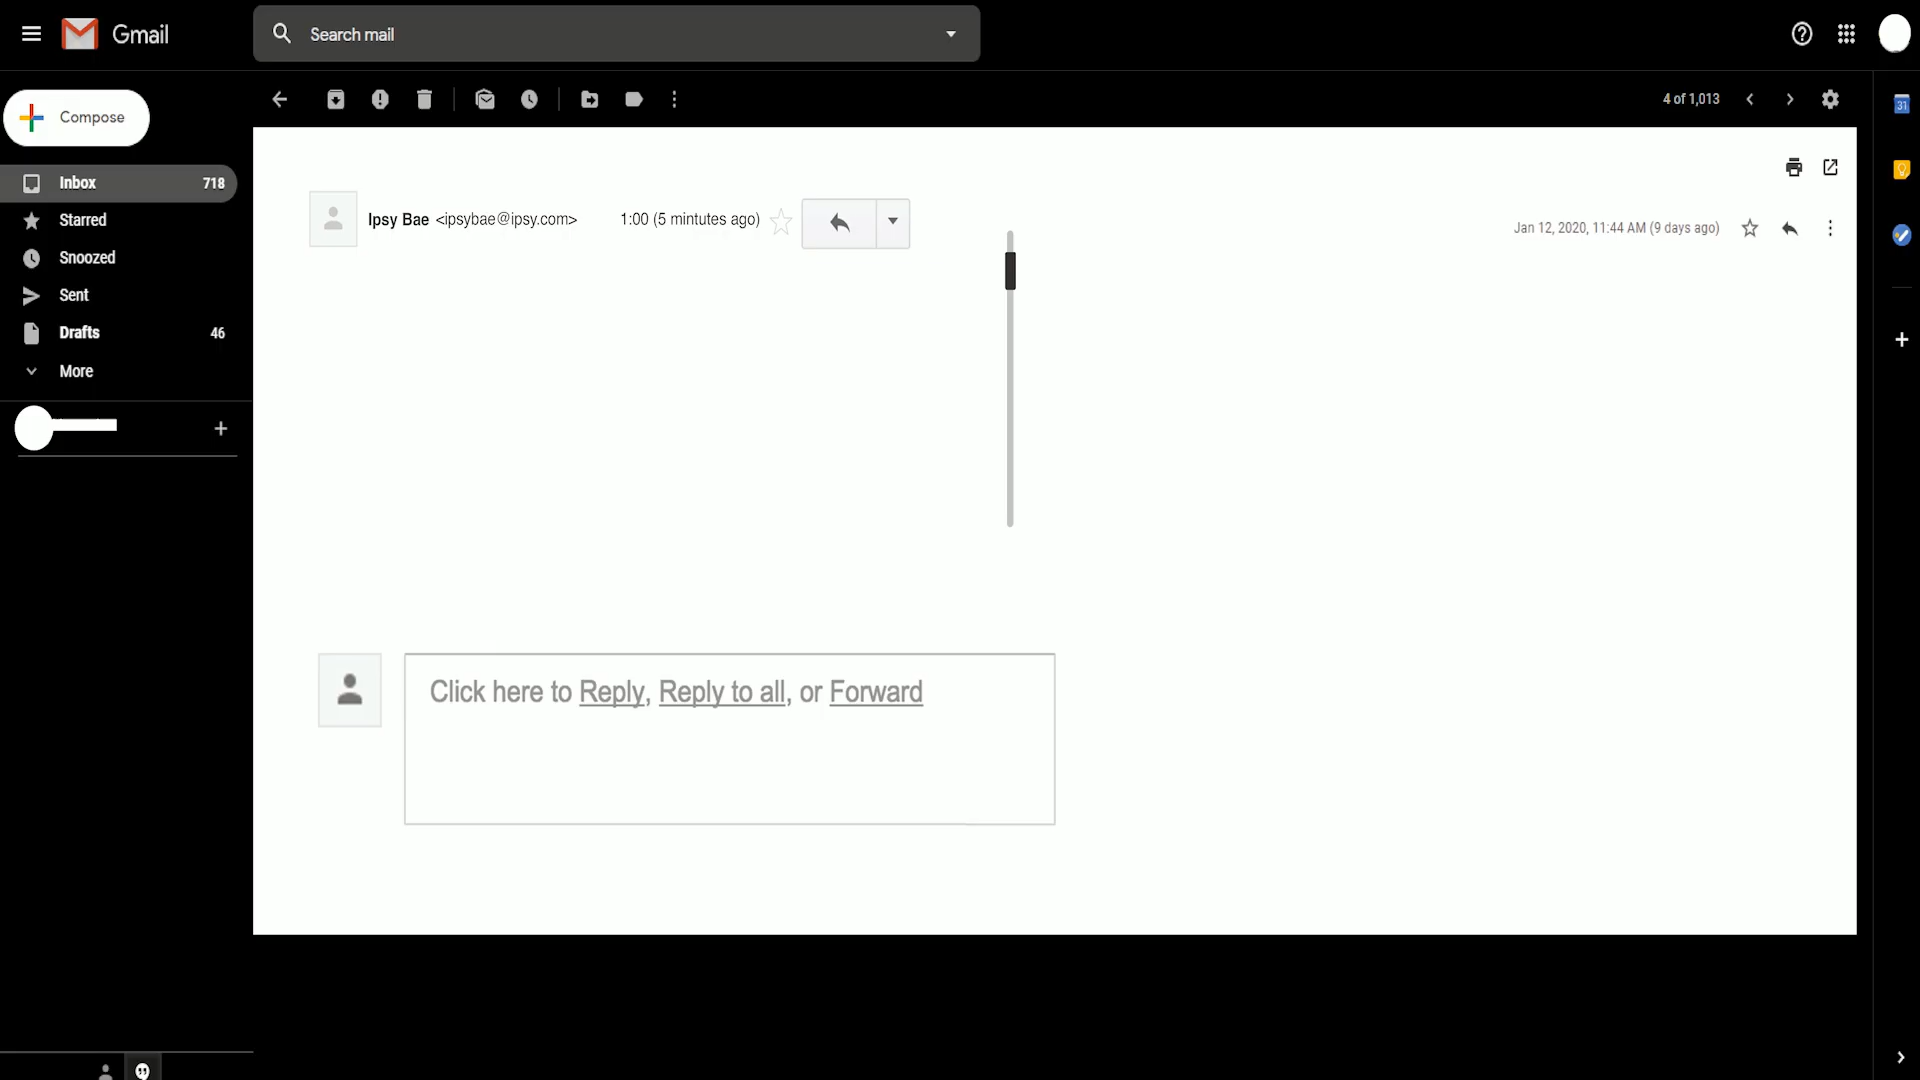 Gmail
Search mail
Compose
4 of 1,013
31
Inbox 718
Starred
Snoozed
Sent
Drafts 46
More
Ipsy Bae <ipsybae@ipsy.com> 1:00 (5 mintutes ago)
Jan 12, 2020, 11:44 AM (9 days ago)
Click here to Reply, Reply to all, or Forward